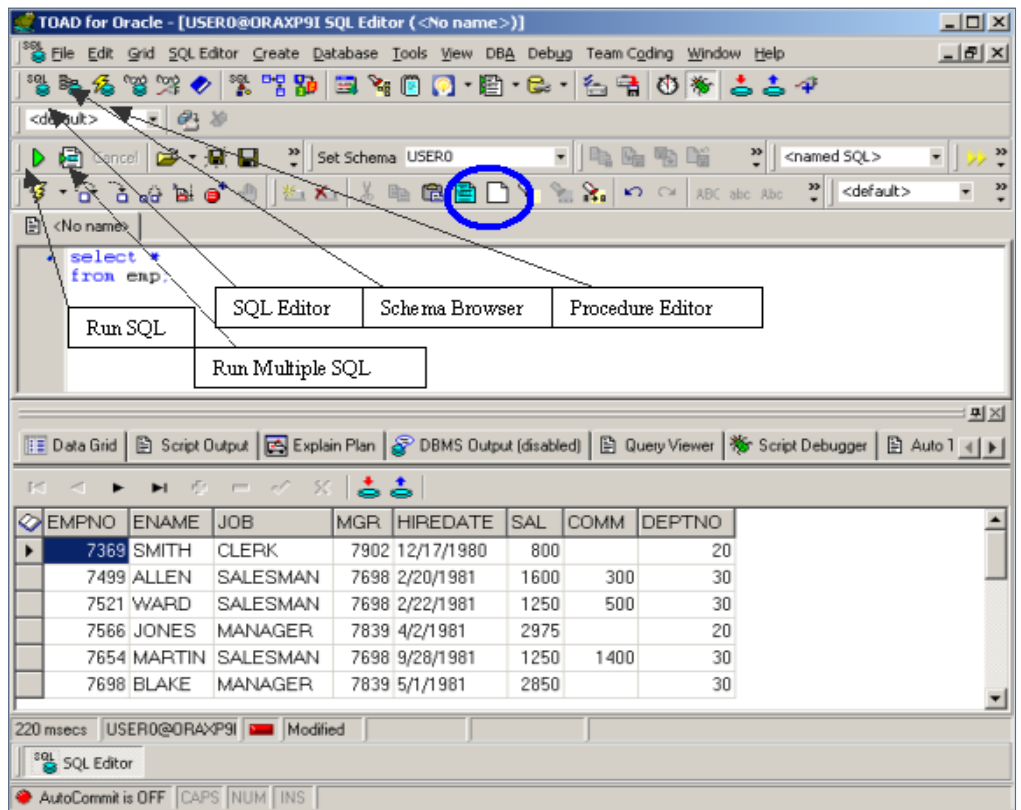 TOAD for Oracle - [USER0@ORAXP9I SQL Editor (<No name>)]
SQL File Edit Grid SQL Editor Create Database Tools View DBA Debug Team Coding Window Help
<default>
Cancel Set Schema USER0 <named SQL>
ABC abc Abc <default>
<No name>
select *
from emp;
SQL Editor Schema Browser Procedure Editor
Run SQL
Run Multiple SQL
Data Grid Script Output Explain Plan DBMS Output (disabled) Query Viewer Script Debugger Auto T
EMPNO ENAME JOB MGR HIREDATE SAL COMM DEPTNO
7369 SMITH CLERK 7902 12/17/1980 800 20
7499 ALLEN SALESMAN 7698 2/20/1981 1600 300 30
7521 WARD SALESMAN 7698 2/22/1981 1250 500 30
7566 JONES MANAGER 7839 4/2/1981 2975 20
7654 MARTIN SALESMAN 7698 9/28/1981 1250 1400 30
7698 BLAKE MANAGER 7839 5/1/1981 2850 30
220 msecs USER0@ORAXP9I Modified
SQL SQL Editor
AutoCommit is OFF CAPS NUM INS